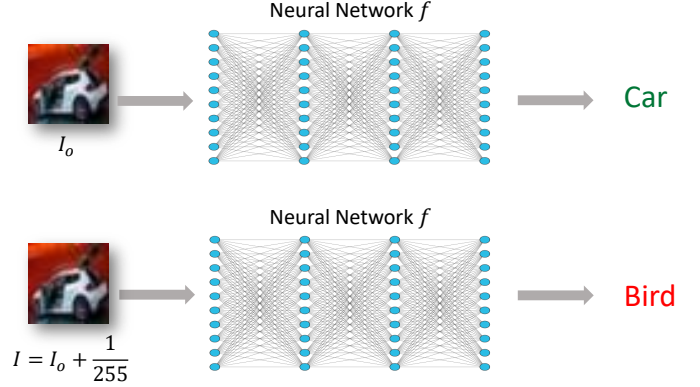 Neural Network f
I_o
Car
Neural Network f
I = I_o + 1/255
Bird